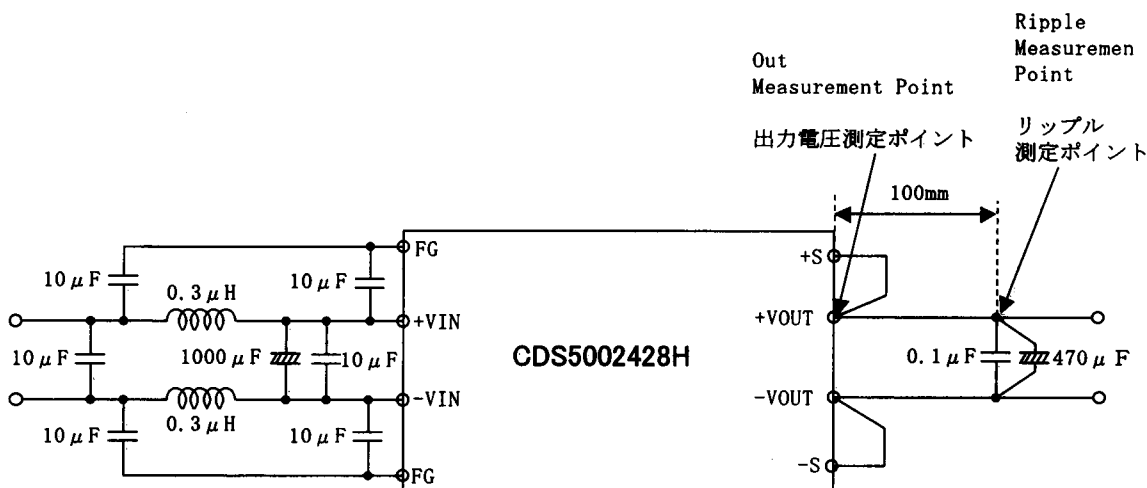 Ripple
Measuremen
Point
Out
Measurement Point
リップル
測定ポイント
出力電圧測定ポイント
100mm
FG
+S
10μF
10μF
0.3μH
+VIN
+VOUT
10μF
1000μF
10μF
CDS5002428H
0.1μF
470μF
-VIN
-VOUT
10μF
0.3μH
10μF
-S
FG